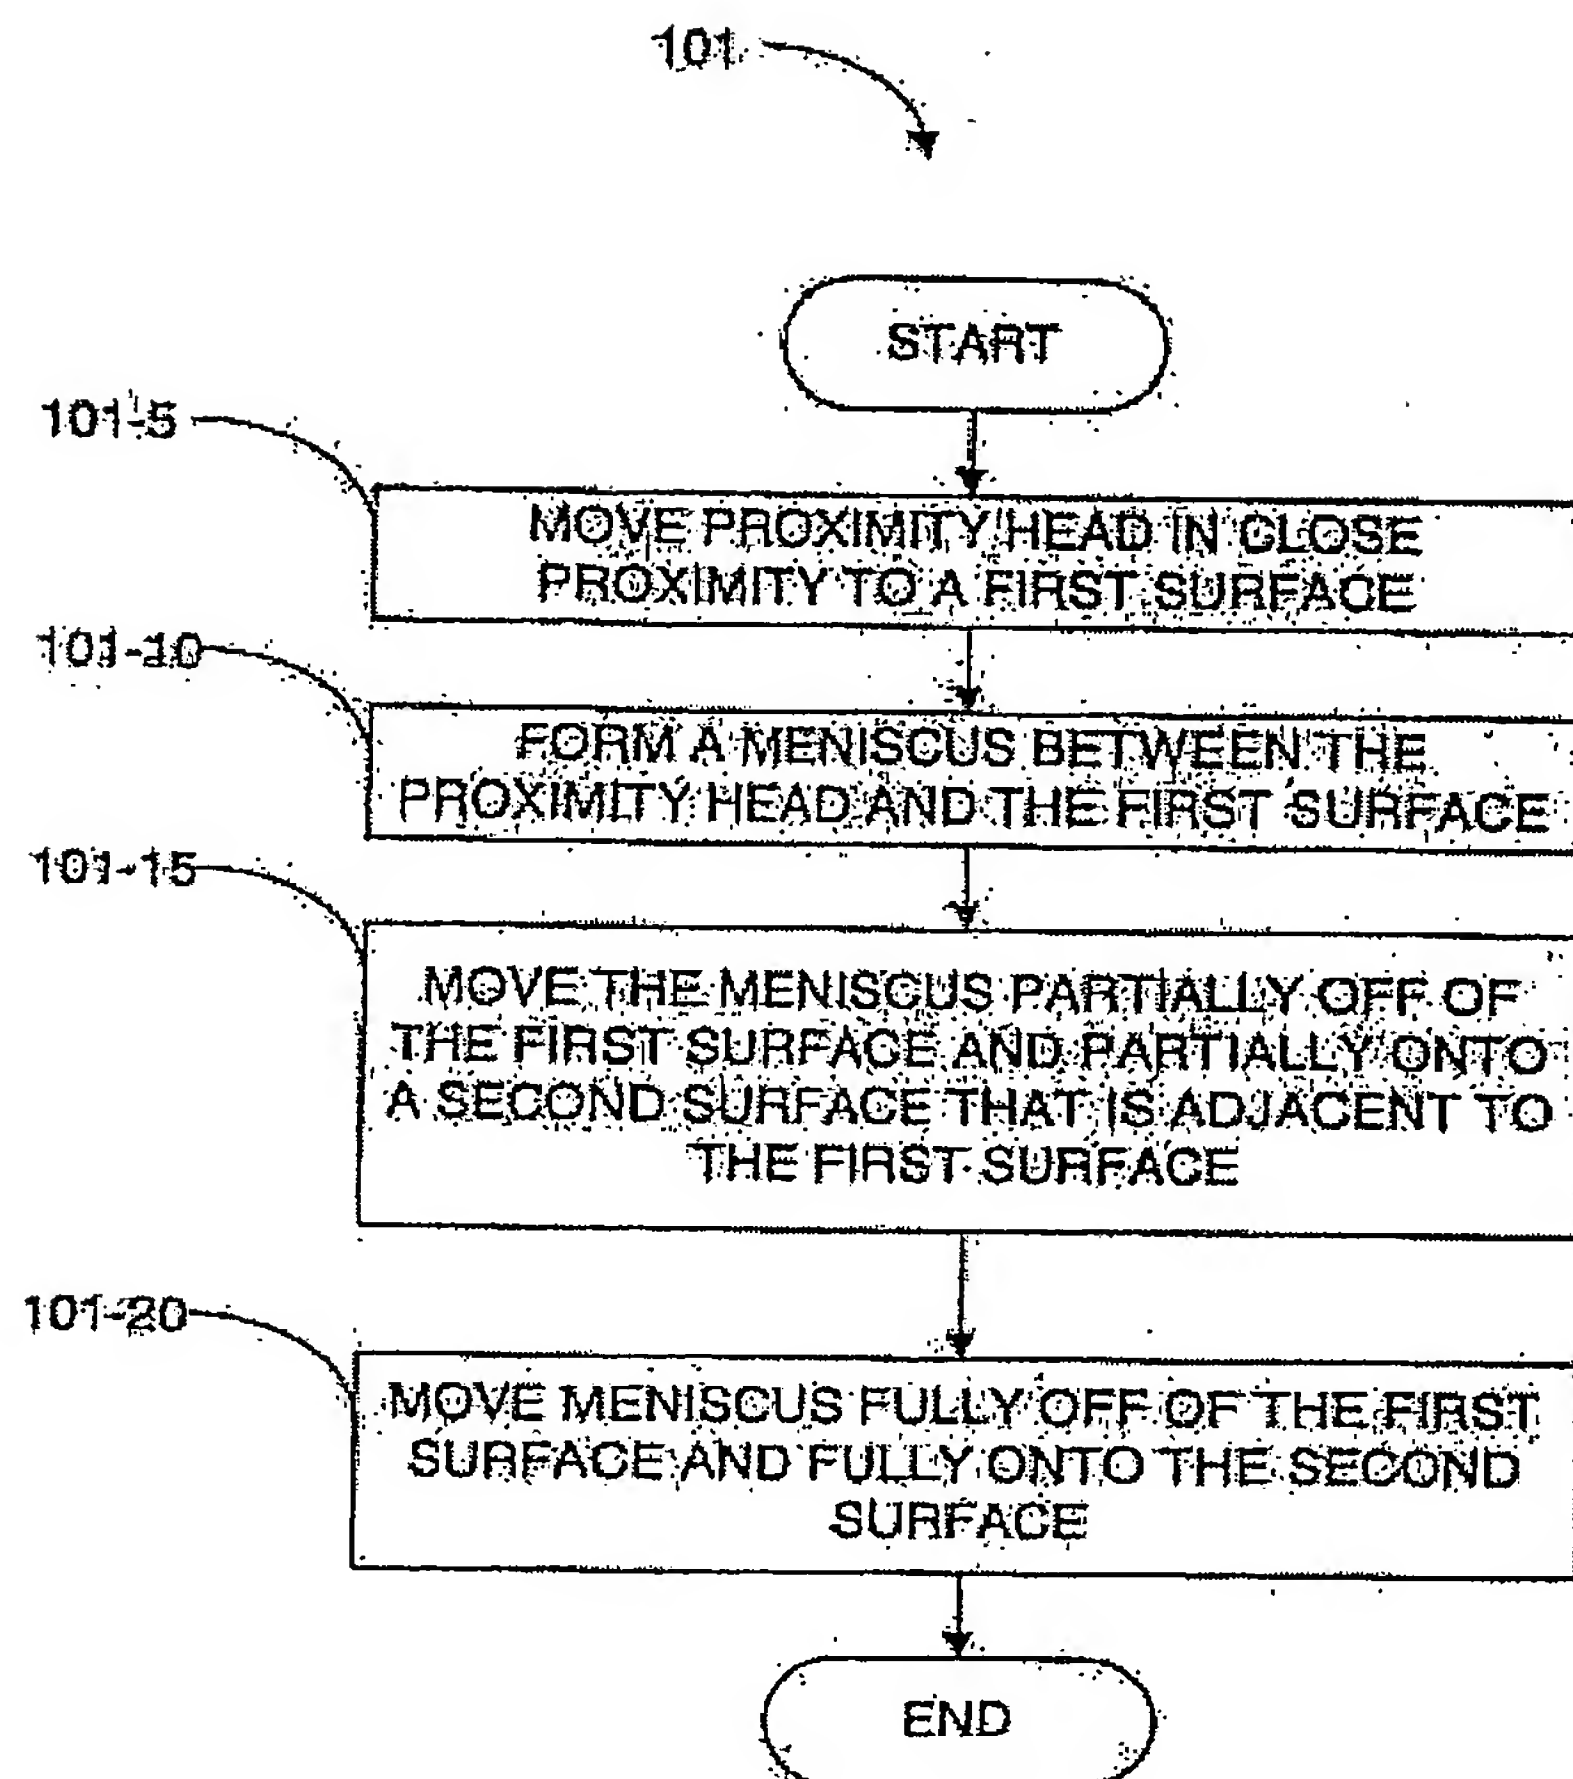 101
START
101-5
MOVE PROXIMITY HEAD IN CLOSE
PROXIMITY TO A FIRST SURFACE
101-10
FORM A MENISCUS BETWEEN THE
PROXIMITY HEAD AND THE FIRST SURFACE
101-15
MOVE THE MENISCUS PARTIALLY OFF OF
THE FIRST SURFACE AND PARTIALLY ONTO
A SECOND SURFACE THAT IS ADJACENT TO
THE FIRST SURFACE
101-20
MOVE MENISCUS FULLY OFF OF THE FIRST
SURFACE AND FULLY ONTO THE SECOND
SURFACE
END